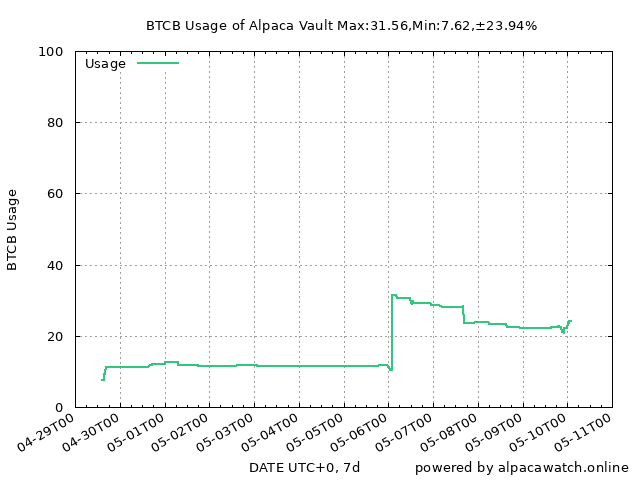 BTCB Usage of Alpaca Vault Max:31.56,Min:7.62,±23.94%
Usage
100
80
60
40
20
0
BTCB Usage
04-29T00 04-30T00 05-01T00 05-02T00 05-03T00 05-04T00 05-05T00 05-06T00 05-07T00 05-08T00 05-09T00 05-10T00 05-11T00
DATE UTC+0, 7d
powered by alpacawatch.online